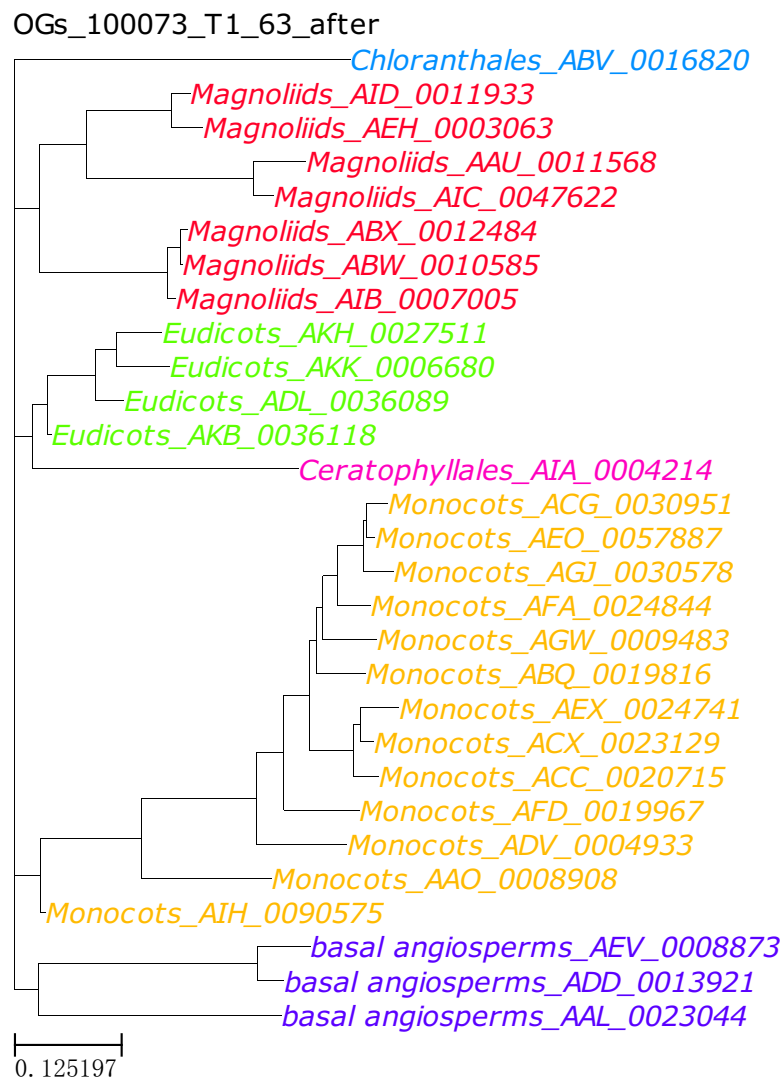 OGs_100073_T1_63_after
Chloranthales_ABV_0016820
Magnoliids_AID_0011933
Magnoliids_AEH_0003063
Magnoliids_AAU_0011568
Magnoliids_AIC_0047622
Magnoliids_ABX_0012484
Magnoliids_ABW_0010585
Magnoliids_AIB_0007005
Eudicots_AKH_0027511
Eudicots_AKK_0006680
Eudicots_ADL_0036089
Eudicots_AKB_0036118
Ceratophyllales_AIA_0004214
Monocots_ACG_0030951
Monocots_AEO_0057887
Monocots_AGJ_0030578
Monocots_AFA_0024844
Monocots_AGW_0009483
Monocots_ABQ_0019816
Monocots_AEX_0024741
Monocots_ACX_0023129
Monocots_ACC_0020715
Monocots_AFD_0019967
Monocots_ADV_0004933
Monocots_AAO_0008908
Monocots_AIH_0090575
basal angiosperms_AEV_0008873
basal angiosperms_ADD_0013921
basal angiosperms_AAL_0023044
0.125197